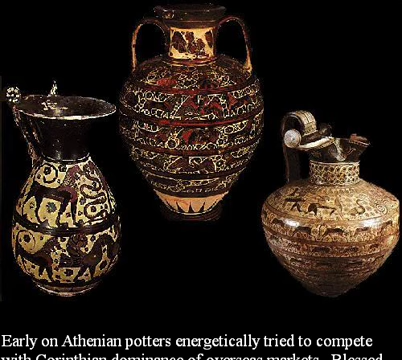 Early on Athenian potters energetically tried to compete
with Corinthian dominance of overseas markets. Blessed